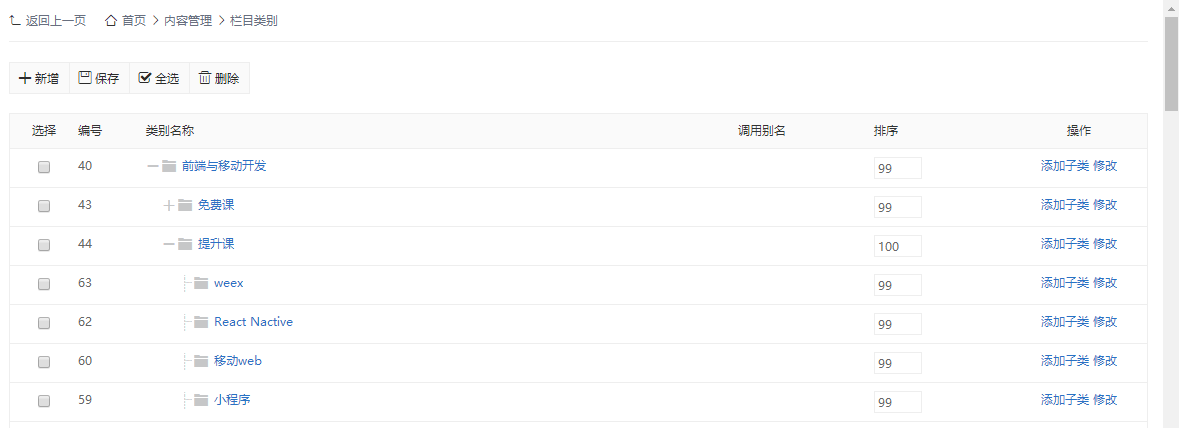 返回上一页 首页 内容管理 栏目类别
新增 保存 全选 删除
选择 编号 类别名称 调用别名 排序 操作
40 前端与移动开发 99 添加子类 修改
43 免费课 99 添加子类 修改
44 提升课 100 添加子类 修改
63 weex 99 添加子类 修改
62 React Nactive 99 添加子类 修改
60 移动web 99 添加子类 修改
59 小程序 99 添加子类 修改